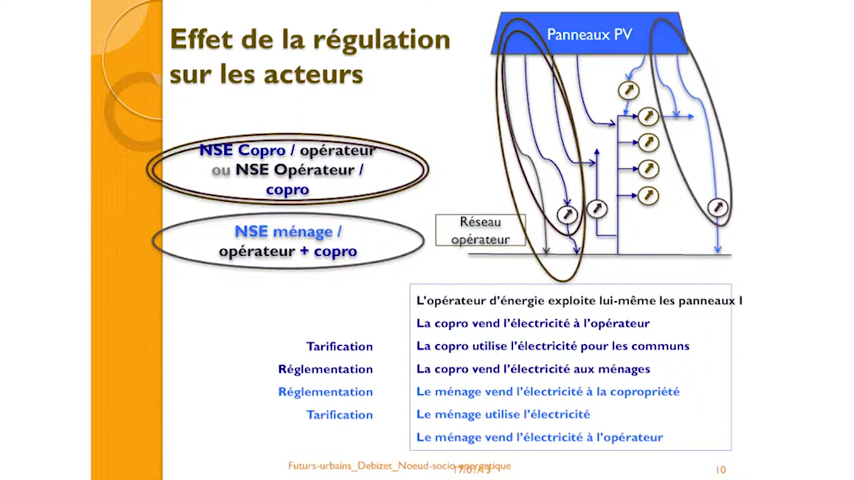 Effet de la régulation
sur les acteurs
Panneaux PV
NSE Copro / opérateur
ou NSE Opérateur /
copro
NSE ménage /
opérateur + copro
Réseau
opérateur
L'opérateur d'énergie exploite lui-même les panneaux I
La copro vend l'électricité à l'opérateur
Tarification La copro utilise l'électricité pour les communs
Réglementation La copro vend l'électricité aux ménages
Réglementation Le ménage vend l'électricité à la copropriété
Tarification Le ménage utilise l'électricité
Le ménage vend l'électricité à l'opérateur
Futurs-urbains_Debizet_Noeud-socio-energetique
17/01/13
10